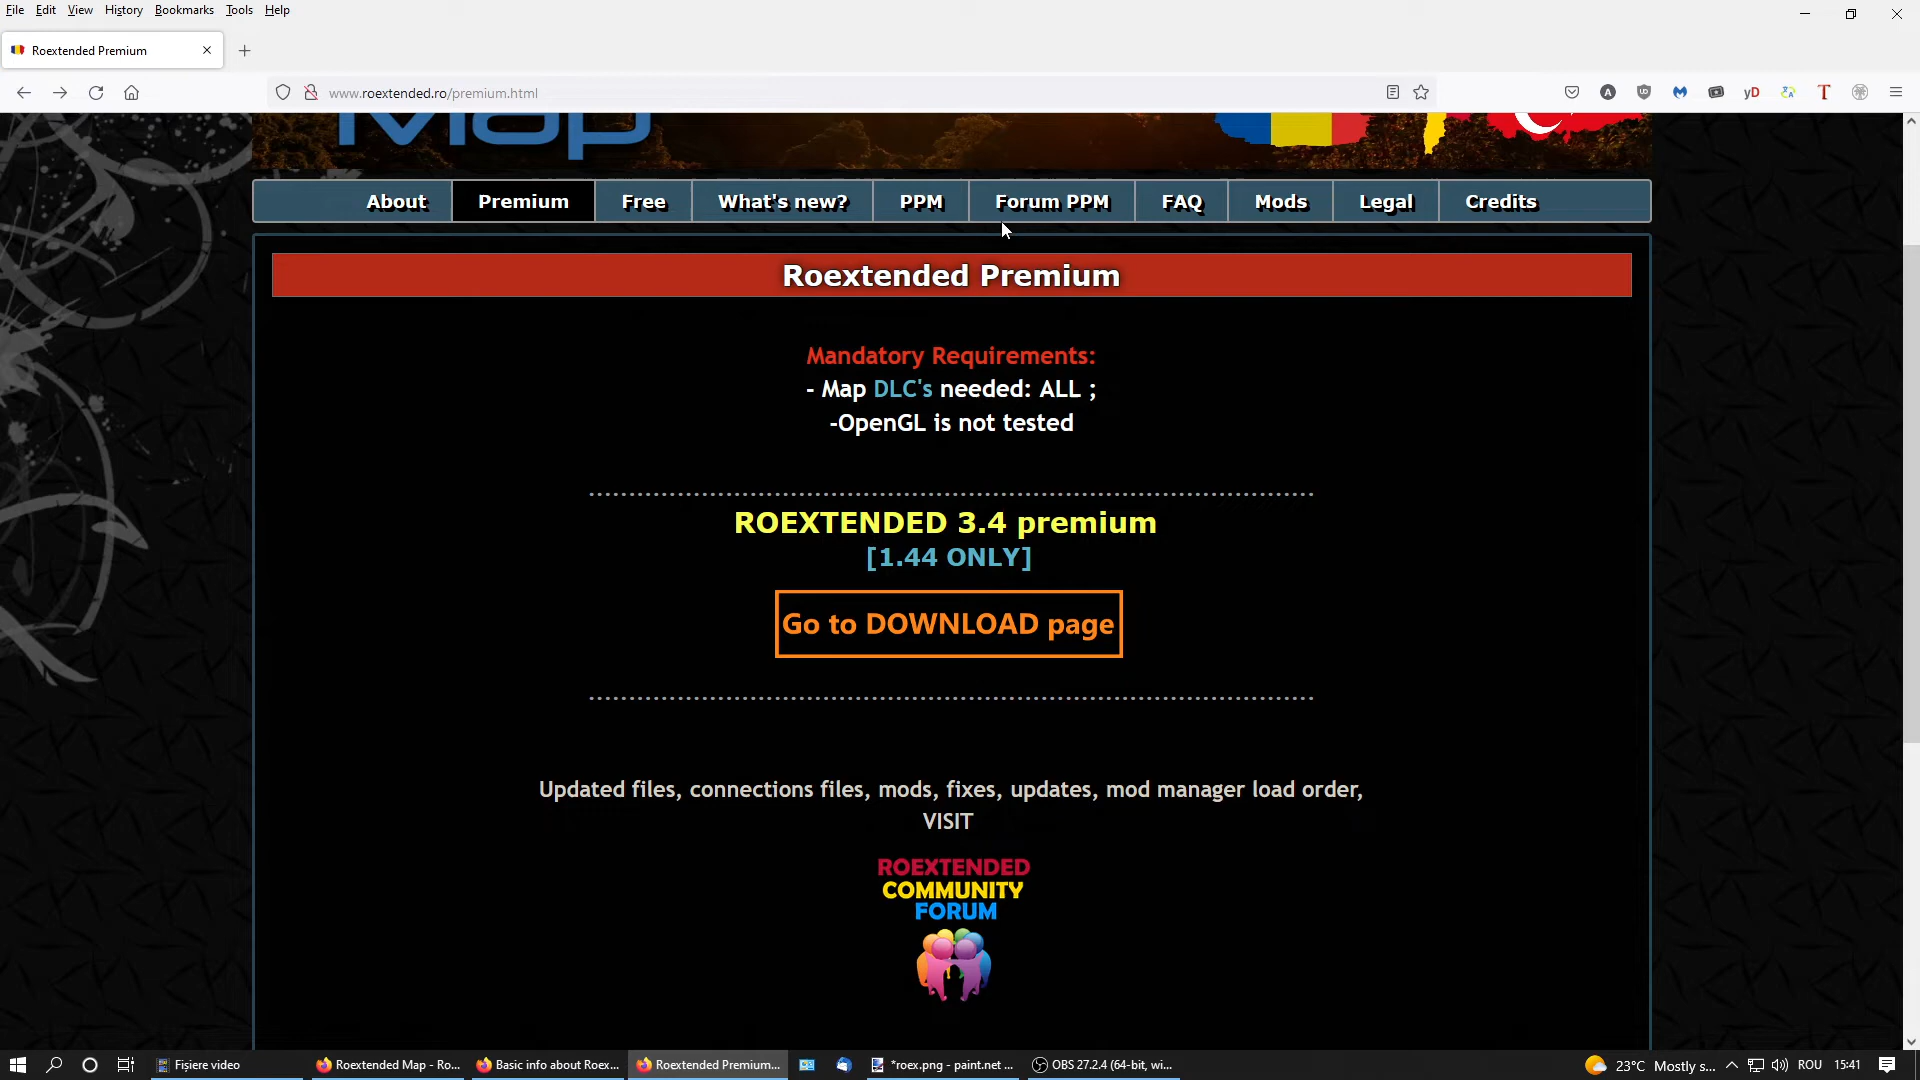 File Edit View History Bookmarks Tools Help
Roextended Premium
www.roextended.ro/premium.html
Map
About Premium Free What's new? PPM Forum PPM FAQ Mods Legal Credits
Roextended Premium
Mandatory Requirements:
- Map DLC's needed: ALL ;
-OpenGL is not tested
ROEXTENDED 3.4 premium
[1.44 ONLY]
Go to DOWNLOAD page
Updated files, connections files, mods, fixes, updates, mod manager load order,
VISIT
ROEXTENDED
COMMUNITY
FORUM
Fișiere video Roextended Map - Ro... Basic info about Roex... Roextended Premium... *roex.png - paint.net ... OBS 27.2.4 (64-bit, wi... 23°C Mostly s... ROU 15:41